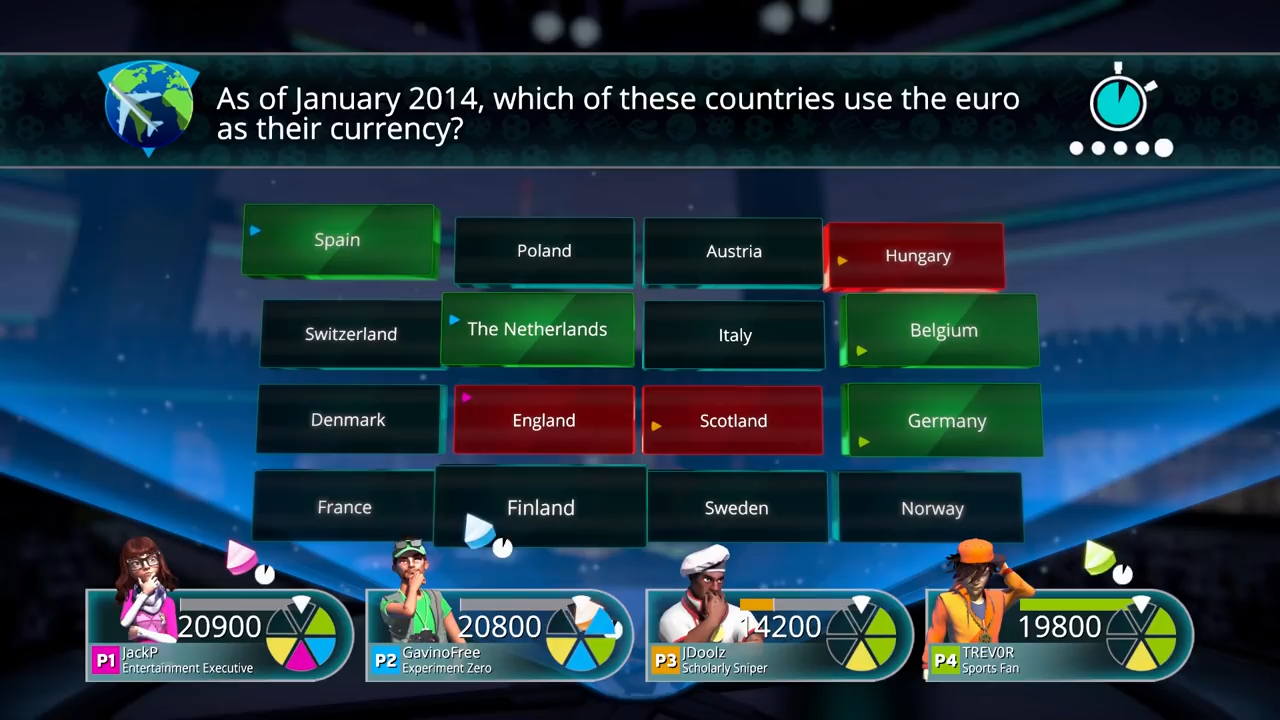 As of January 2014, which of these countries use the euro
as their currency?
Spain
Poland
Austria
Hungary
Switzerland
The Netherlands
Italy
Belgium
Denmark
England
Scotland
Germany
France
Finland
Sweden
Norway
20900
P1 JackP
Entertainment Executive
20800
P2 GavinoFree
Experiment Zero
14200
P3 JDoolz
Scholarly Sniper
19800
P4 TREV0R
Sports Fan